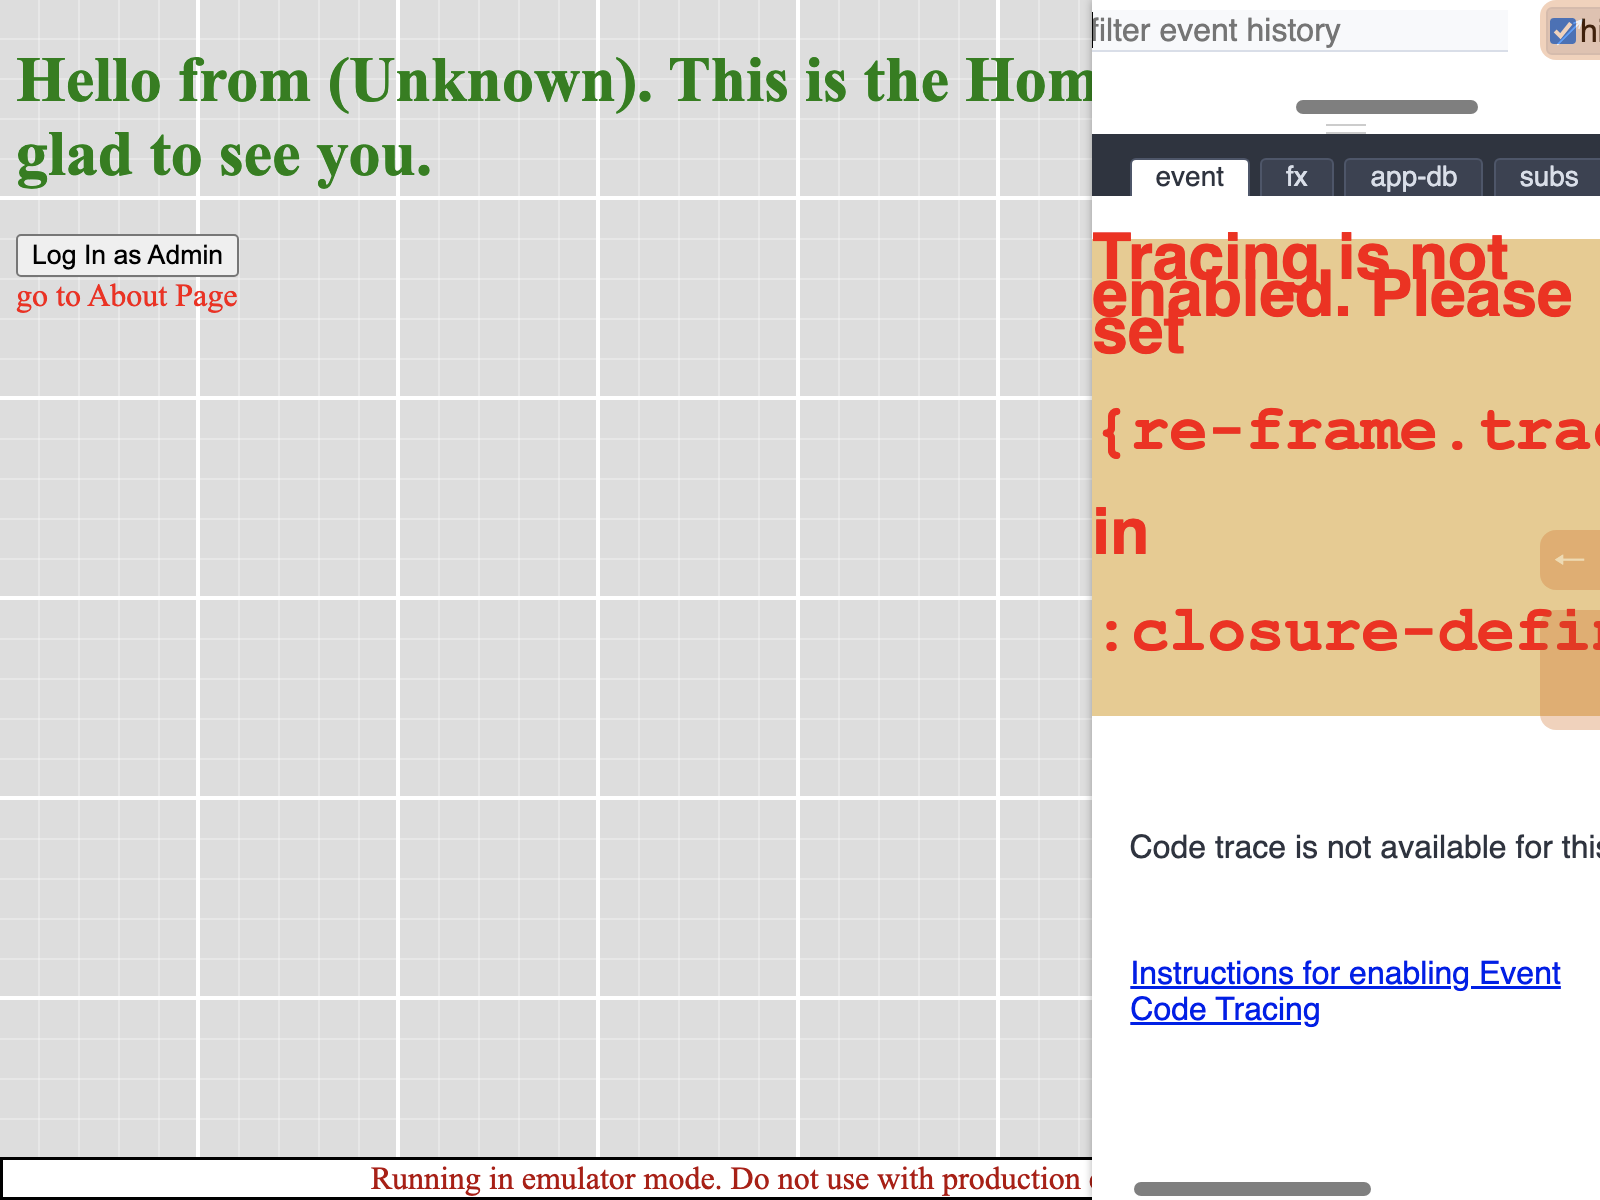 Hello from (Unknown). This is the Hom
glad to see you.
Log In as Admin
go to About Page
Running in emulator mode. Do not use with production
filter event history
hi
event
fx
app-db
subs
Tracing is not
enabled. Please
set
{re-frame.trac
in
:closure-defin
←
Code trace is not available for this
Instructions for enabling Event
Code Tracing